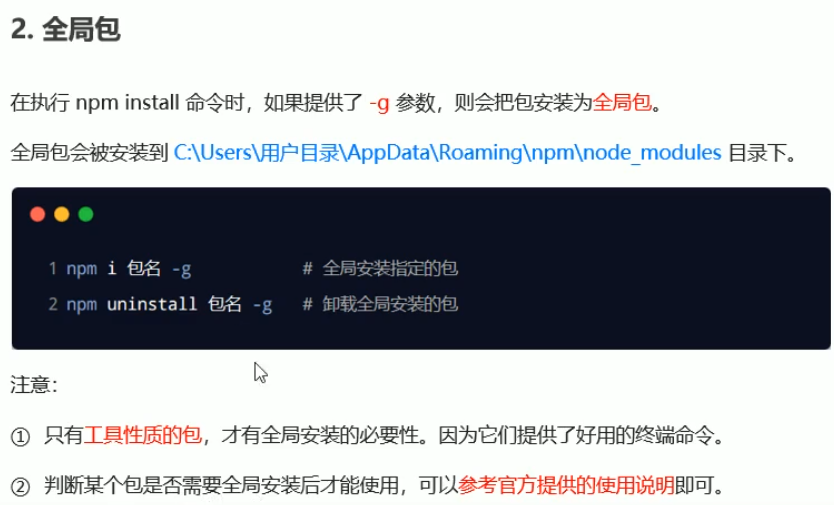 2. 全局包
在执行 npm install 命令时，如果提供了 -g 参数，则会把包安装为全局包。
全局包会被安装到 C:\Users\用户目录\AppData\Roaming\npm\node_modules 目录下。
1 npm i 包名 -g # 全局安装指定的包
2 npm uninstall 包名 -g # 卸载全局安装的包
注意：
① 只有工具性质的包，才有全局安装的必要性。因为它们提供了好用的终端命令。
② 判断某个包是否需要全局安装后才能使用，可以参考官方提供的使用说明即可。